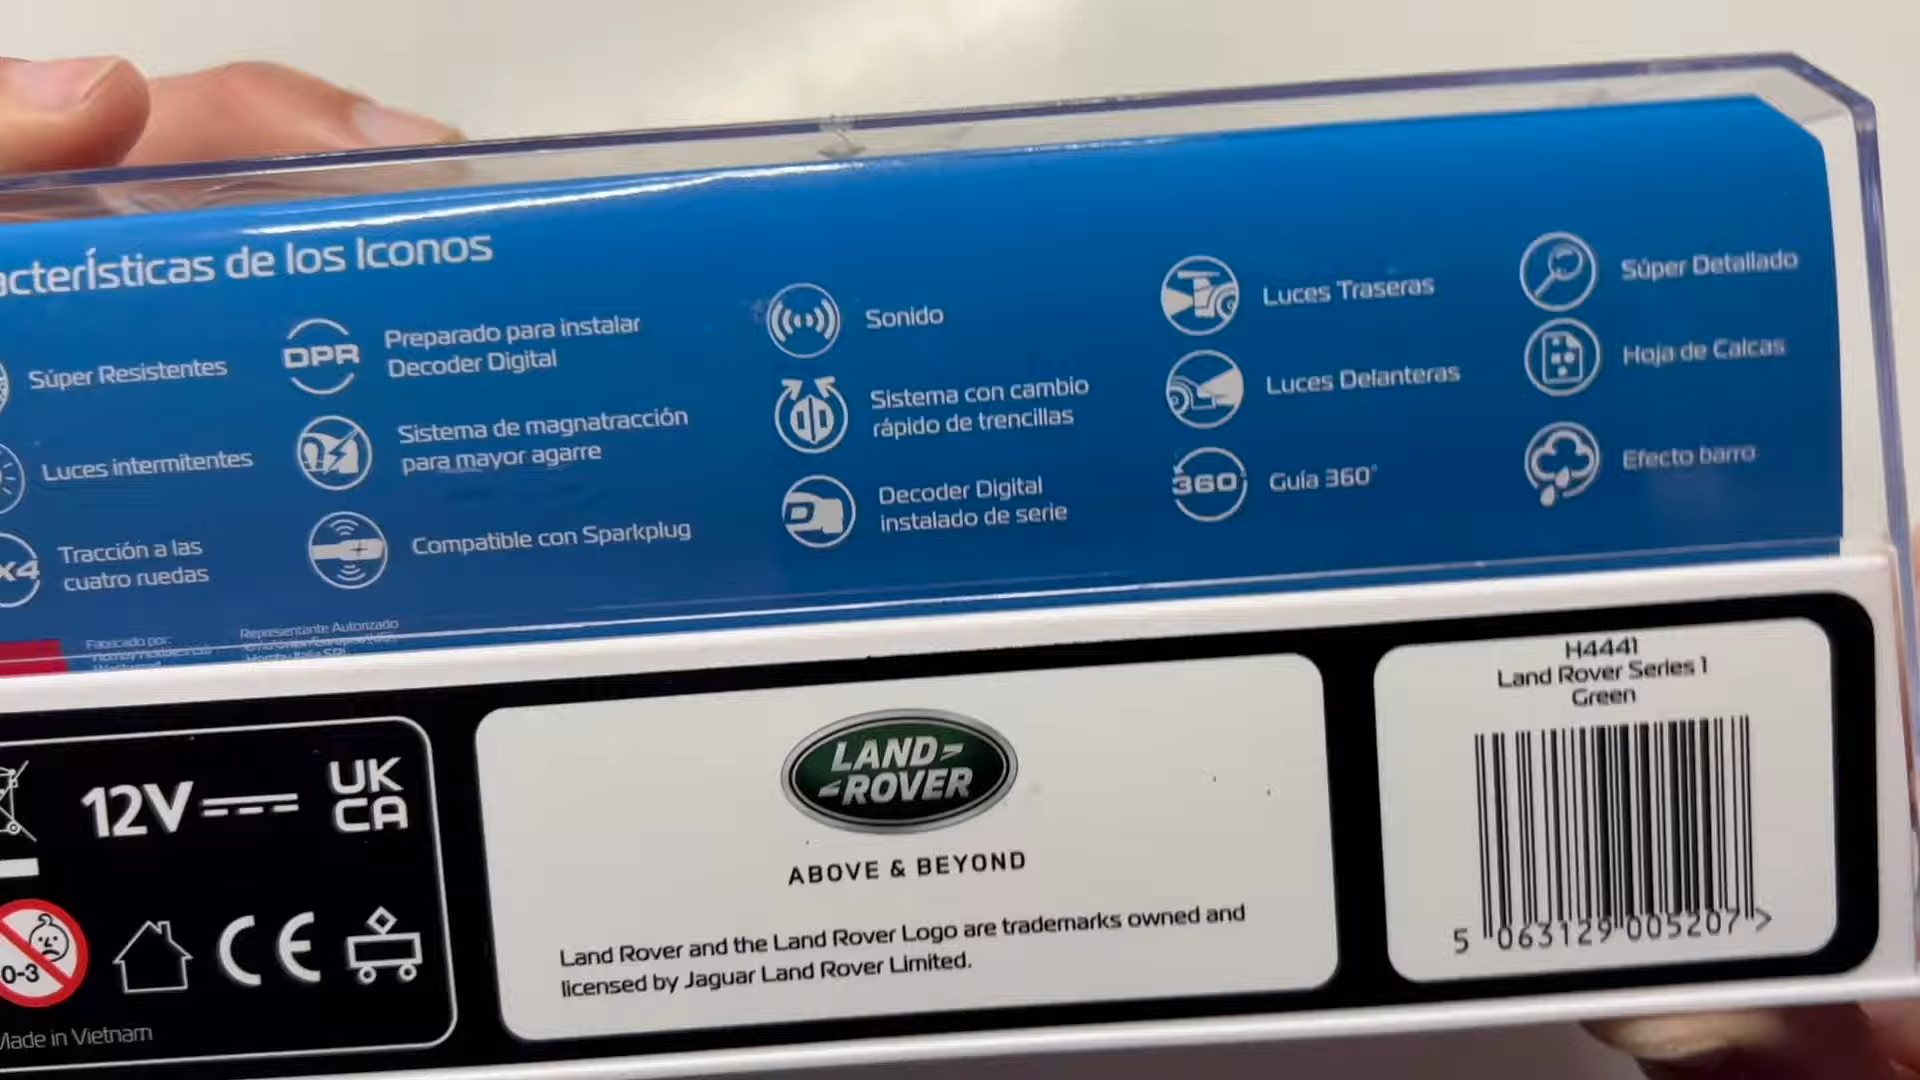 acterísticas de los Iconos
Súper Resistentes
Luces intermitentes
x4
Tracción a las
cuatro ruedas
DPR
Preparado para instalar
Decoder Digital
Sistema de magnatracción
para mayor agarre
Compatible con Sparkplug
Sonido
Sistema con cambio
rápido de trencillas
D
Decoder Digital
instalado de serie
Luces Traseras
Luces Delanteras
360°
Guía 360°
Súper Detallado
Hoja de Calcas
Efecto barro
Fabricado por:
Representante Autorizado
12V
UK
CA
0-3
CE
Made in Vietnam
LAND
ROVER
ABOVE & BEYOND
Land Rover and the Land Rover Logo are trademarks owned and
licensed by Jaguar Land Rover Limited.
H4441
Land Rover Series 1
Green
5 063129 005207 >